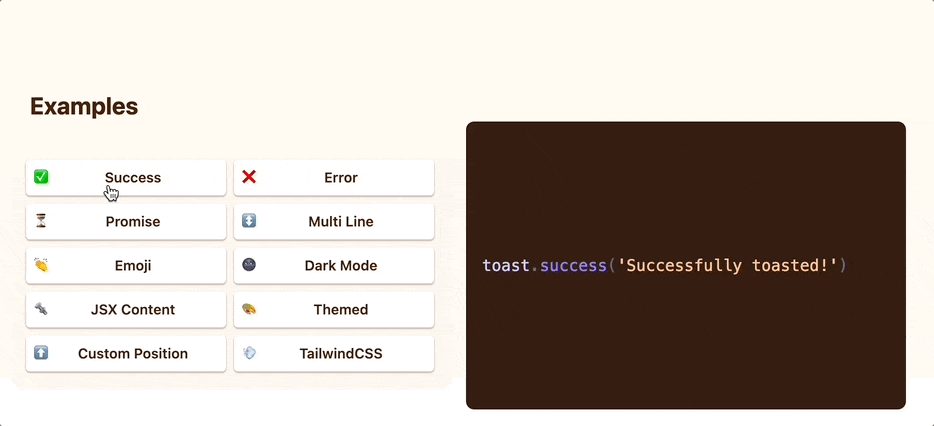 Examples
Success
Error
Promise
Multi Line
Emoji
Dark Mode
JSX Content
Themed
Custom Position
TailwindCSS
toast.success('Successfully toasted!')